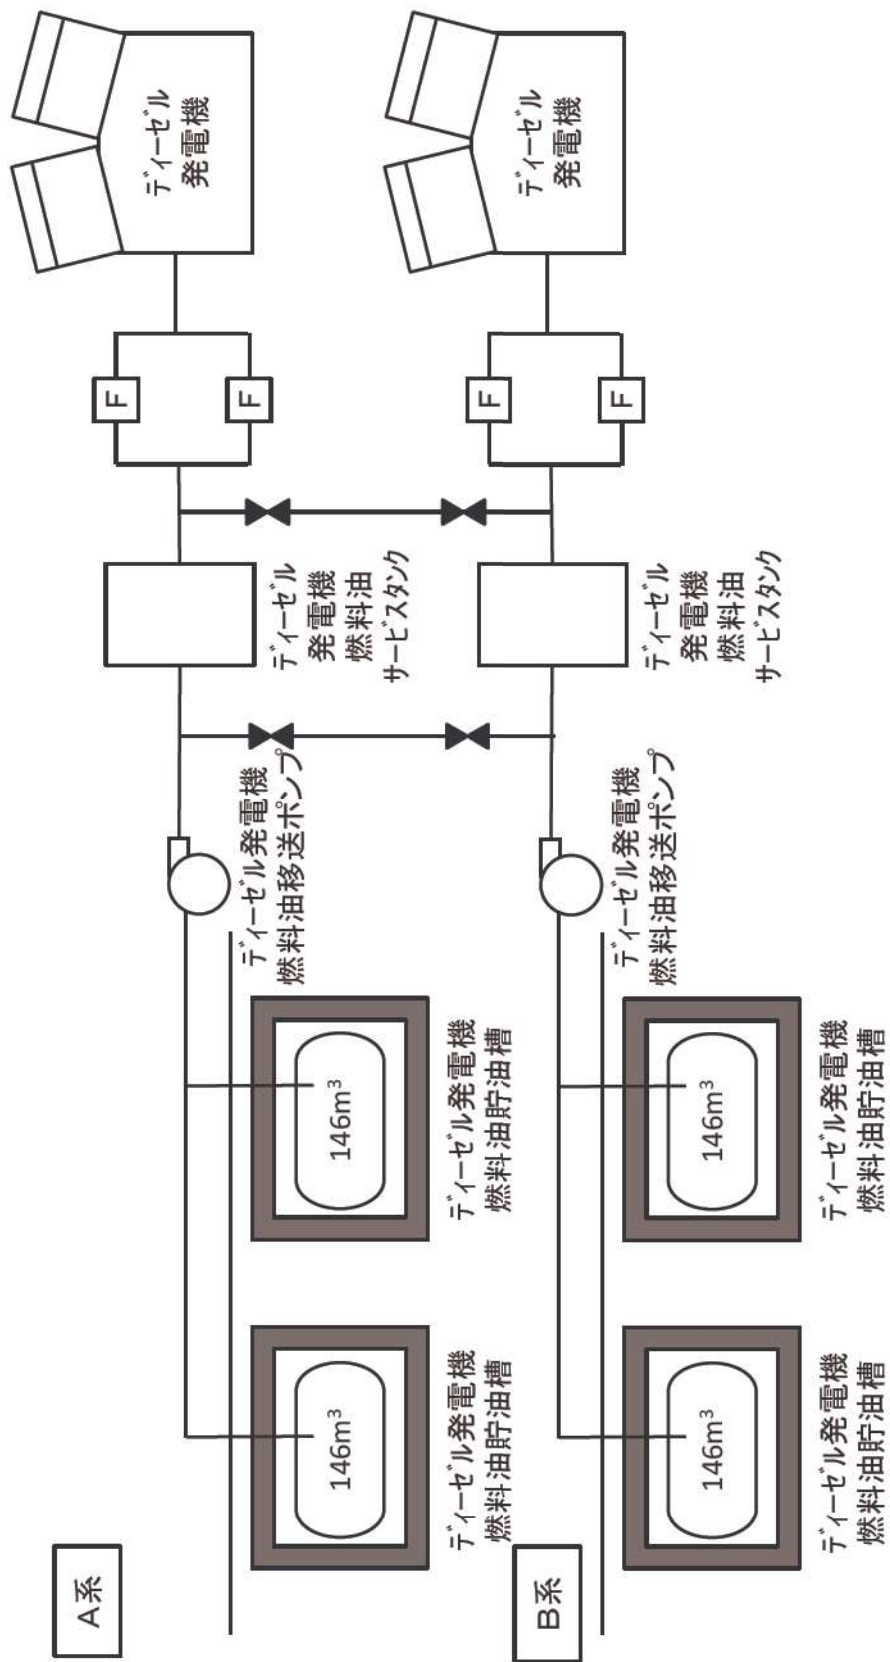 A系
146m³
ディーゼル発電機
燃料油貯油槽
146m³
ディーゼル発電機
燃料油貯油槽
ディーゼル発電機
燃料油移送ポンプ
ディーゼル
発電機
燃料油
サービスタンク
F
F
ディーゼル
発電機
B系
146m³
ディーゼル発電機
燃料油貯油槽
146m³
ディーゼル発電機
燃料油貯油槽
ディーゼル発電機
燃料油移送ポンプ
ディーゼル
発電機
燃料油
サービスタンク
F
F
ディーゼル
発電機